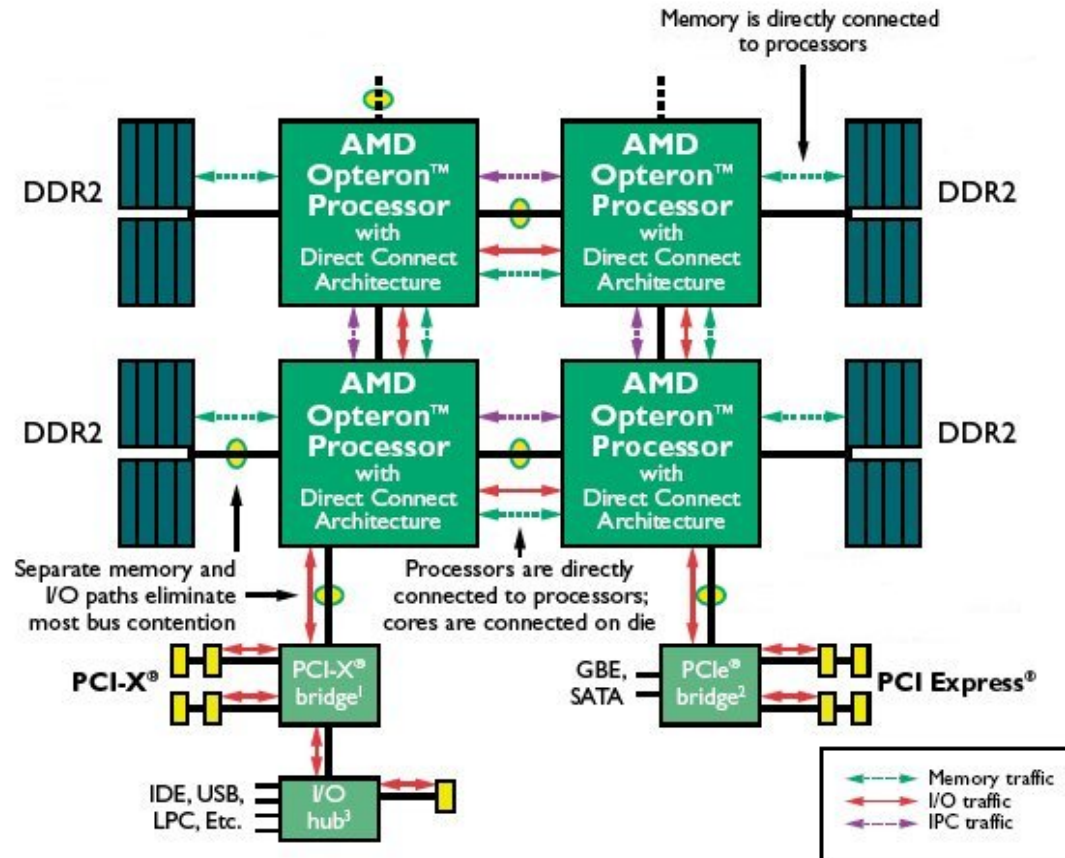 Memory is directly connected
to processors
DDR2
AMD
Opteron™
Processor
with
Direct Connect
Architecture
AMD
Opteron™
Processor
with
Direct Connect
Architecture
DDR2
DDR2
AMD
Opteron™
Processor
with
Direct Connect
Architecture
AMD
Opteron™
Processor
with
Direct Connect
Architecture
DDR2
Separate memory and
I/O paths eliminate
most bus contention
Processors are directly
connected to processors;
cores are connected on die
PCI-X®
PCI-X®
bridge¹
GBE,
SATA
PCIe®
bridge²
PCI Express®
IDE, USB,
LPC, Etc.
I/O
hub³
Memory traffic
I/O traffic
IPC traffic